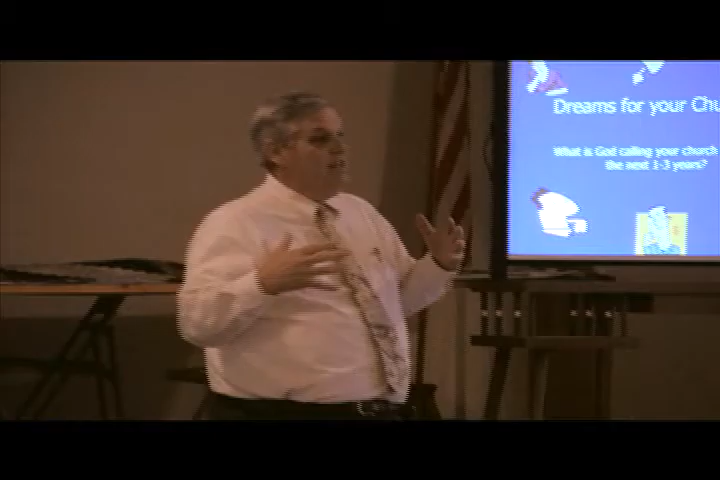 Dreams for your Chu
What is God calling your church
the next 1-3 years?